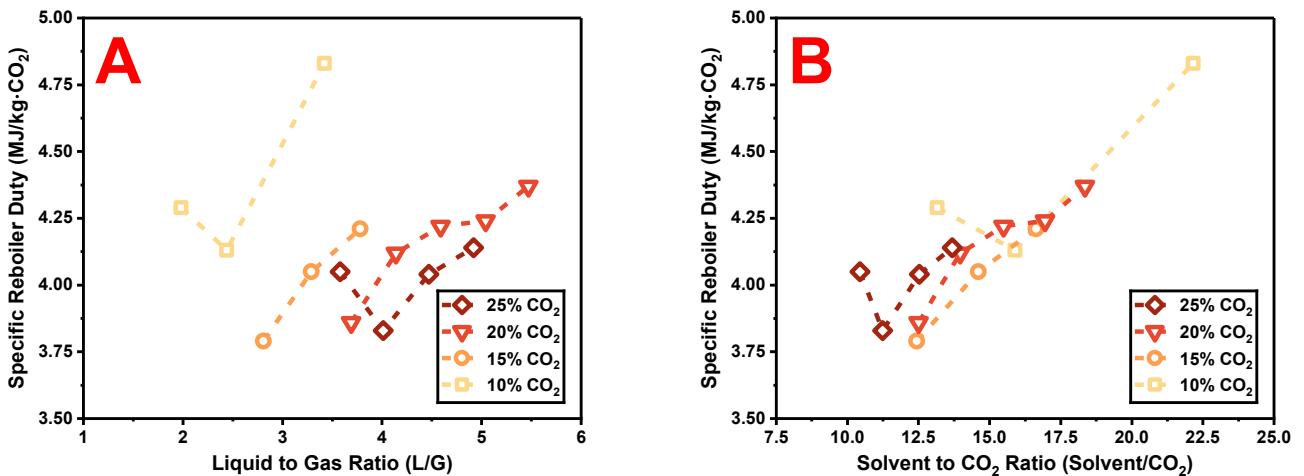 A
Specific Reboiler Duty (MJ/kg·CO₂)
5.00
4.75
4.50
4.25
4.00
3.75
3.50
1 2 3 4 5 6
Liquid to Gas Ratio (L/G)
25% CO₂
20% CO₂
15% CO₂
10% CO₂
B
Specific Reboiler Duty (MJ/kg·CO₂)
5.00
4.75
4.50
4.25
4.00
3.75
3.50
7.5 10.0 12.5 15.0 17.5 20.0 22.5 25.0
Solvent to CO₂ Ratio (Solvent/CO₂)
25% CO₂
20% CO₂
15% CO₂
10% CO₂